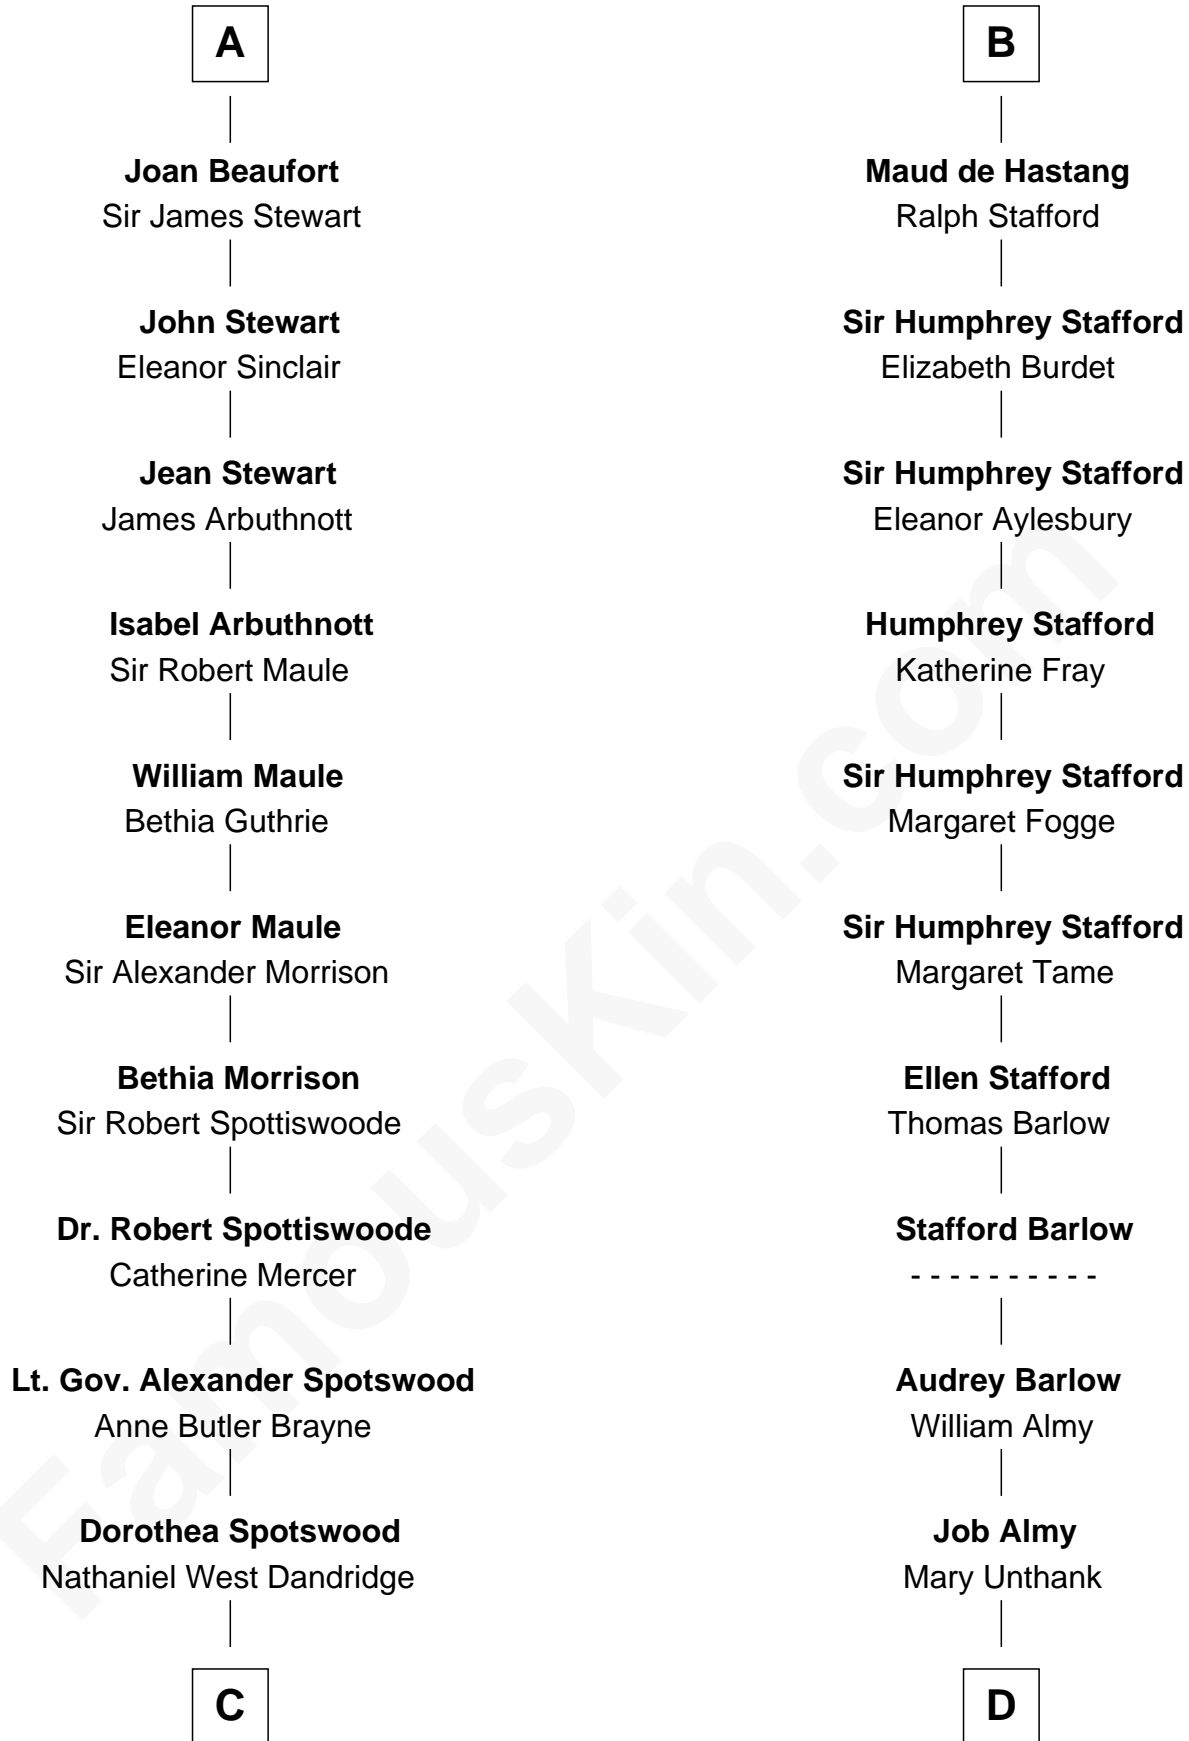 A
Joan Beaufort
Sir James Stewart
John Stewart
Eleanor Sinclair
Jean Stewart
James Arbuthnott
Isabel Arbuthnott
Sir Robert Maule
William Maule
Bethia Guthrie
Eleanor Maule
Sir Alexander Morrison
Bethia Morrison
Sir Robert Spottiswoode
Dr. Robert Spottiswoode
Catherine Mercer
Lt. Gov. Alexander Spotswood
Anne Butler Brayne
Dorothea Spotswood
Nathaniel West Dandridge
C
B
Maud de Hastang
Ralph Stafford
Sir Humphrey Stafford
Elizabeth Burdet
Sir Humphrey Stafford
Eleanor Aylesbury
Humphrey Stafford
Katherine Fray
Sir Humphrey Stafford
Margaret Fogge
Sir Humphrey Stafford
Margaret Tame
Ellen Stafford
Thomas Barlow
Stafford Barlow
- - - - - - - - - -
Audrey Barlow
William Almy
Job Almy
Mary Unthank
D
FamousKin.com